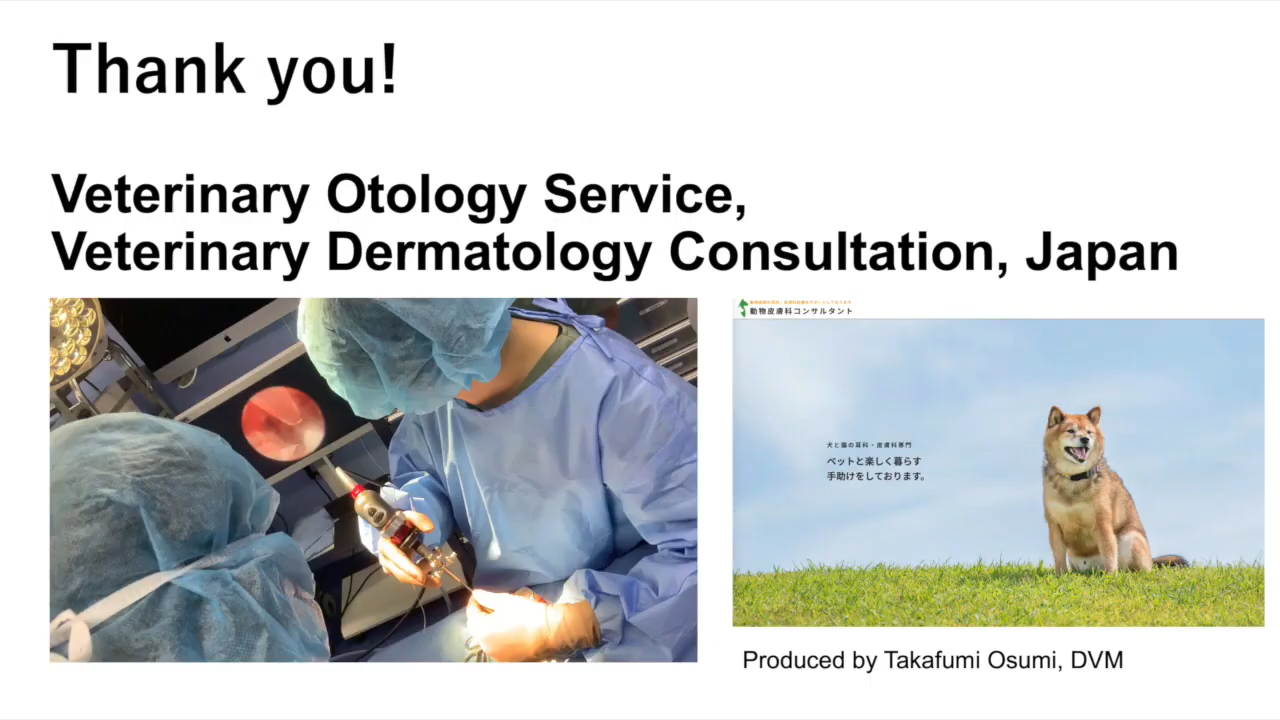 Thank you!
Veterinary Otology Service,
Veterinary Dermatology Consultation, Japan
動物皮膚科コンサルタント
犬と猫の耳科・皮膚科専門
ペットと楽しく暮らす
手助けをしております。
Produced by Takafumi Osumi, DVM